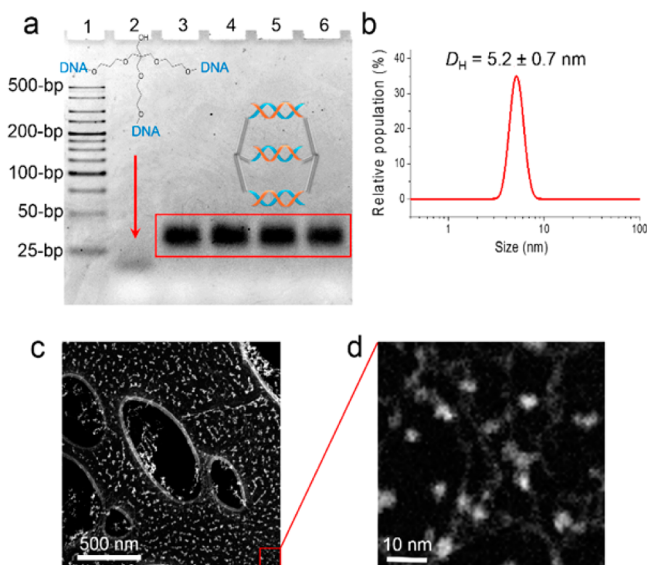 a
1 2 3 4 5 6
OH
DNA O O O O DNA
O
O
DNA
500-bp
200-bp
100-bp
50-bp
25-bp
b
D_H = 5.2 ± 0.7 nm
Relative population (%)
40
30
20
10
0
1 10 100
Size (nm)
c
500 nm
d
10 nm